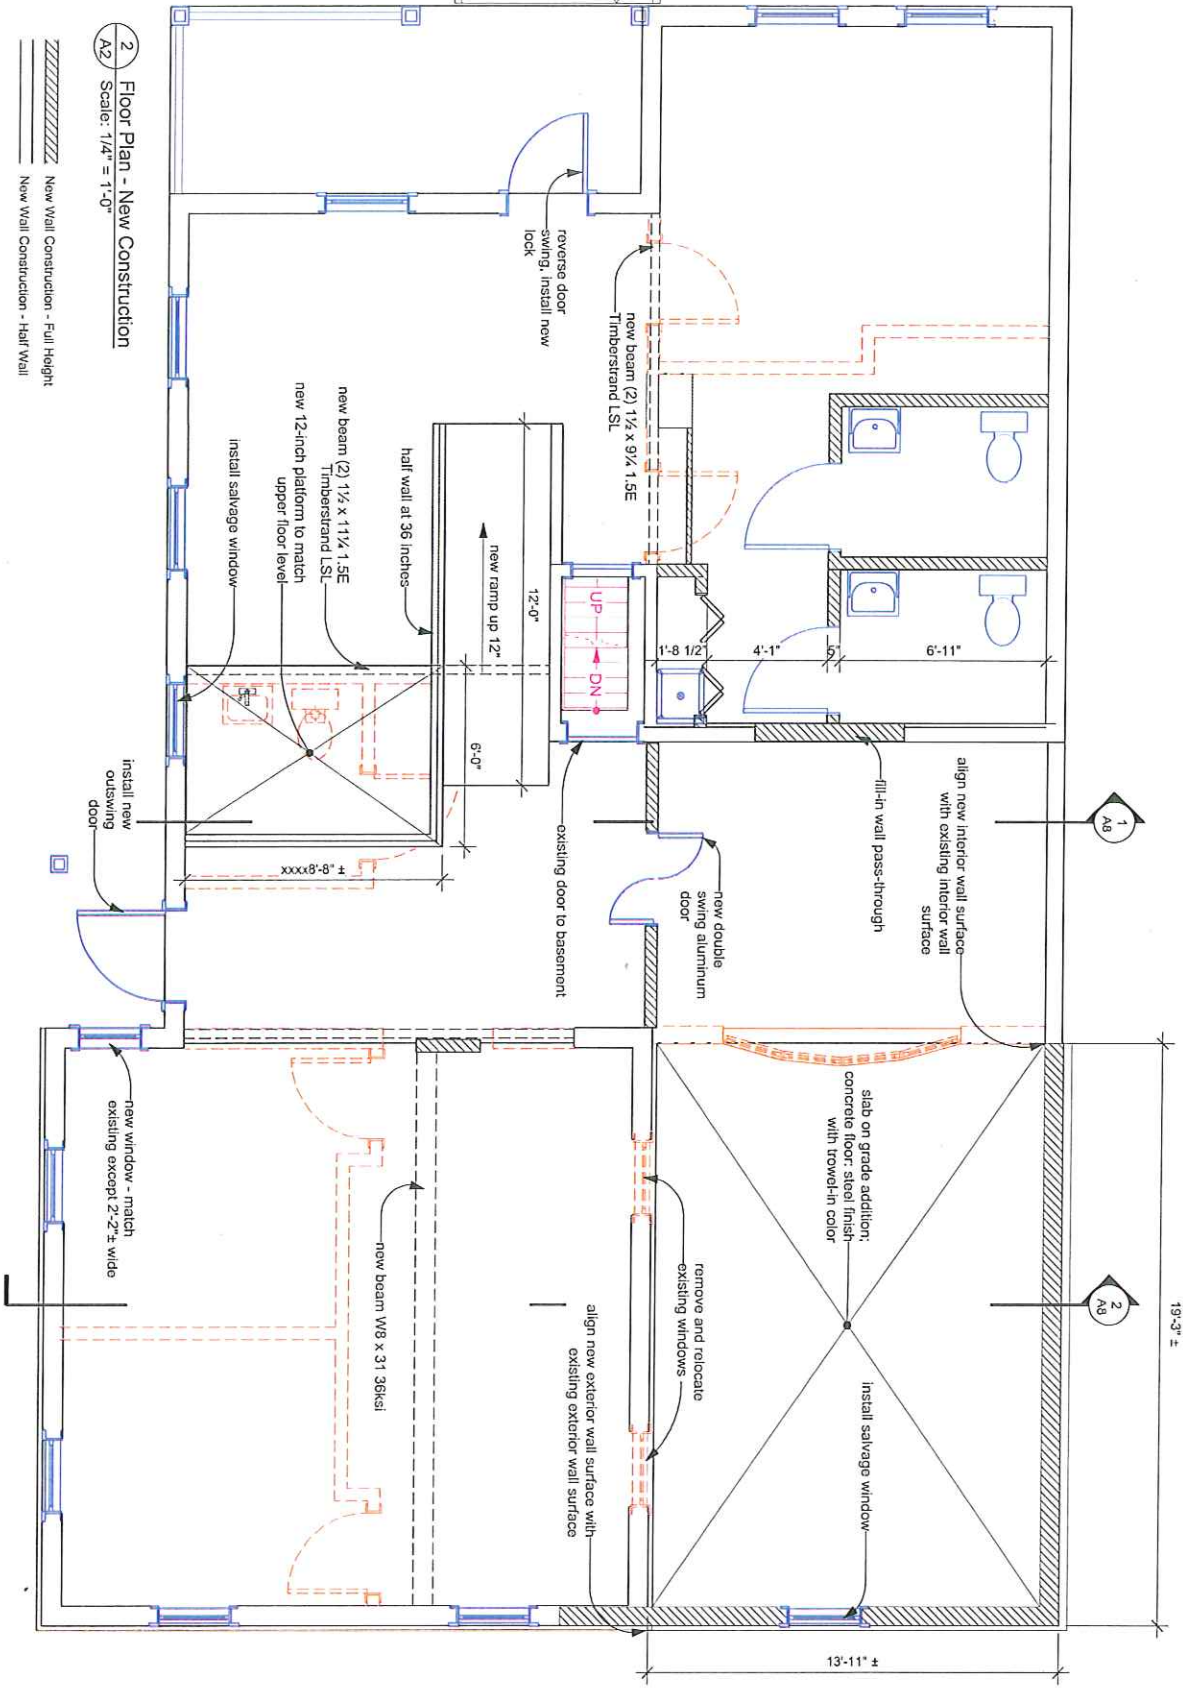 2
A2
Floor Plan - New Construction
Scale: 1/4" = 1'-0"
New Wall Construction - Full Height
New Wall Construction - Half Wall
reverse door
swing, install new
lock
new beam (2) 1½ x 9¼ 1.5E
Timberstrand LSL
new beam (2) 1½ x 11¼ 1.5E
Timberstrand LSL
new 12-inch platform to match
upper floor level
install salvage window
half wall at 36 inches
new ramp up 12"
12'-0"
6'-0"
UP
DN
1'-8 1/2"
4'-1"
5"
6'-11"
existing door to basement
fill-in wall pass-through
align new interior wall surface
with existing interior wall
surface
1
A8
new double
swing aluminum
door
install new
outswing
door
xxxx8'-8" ±
new window - match
existing except 2'-2"± wide
new beam W8 x 31 36ksi
slab on grade addition;
concrete floor: steel finish
with trowel-in color
remove and relocate
existing windows
align new exterior wall surface with
existing exterior wall surface
install salvage window
2
A8
19'-3" ±
13'-11" ±